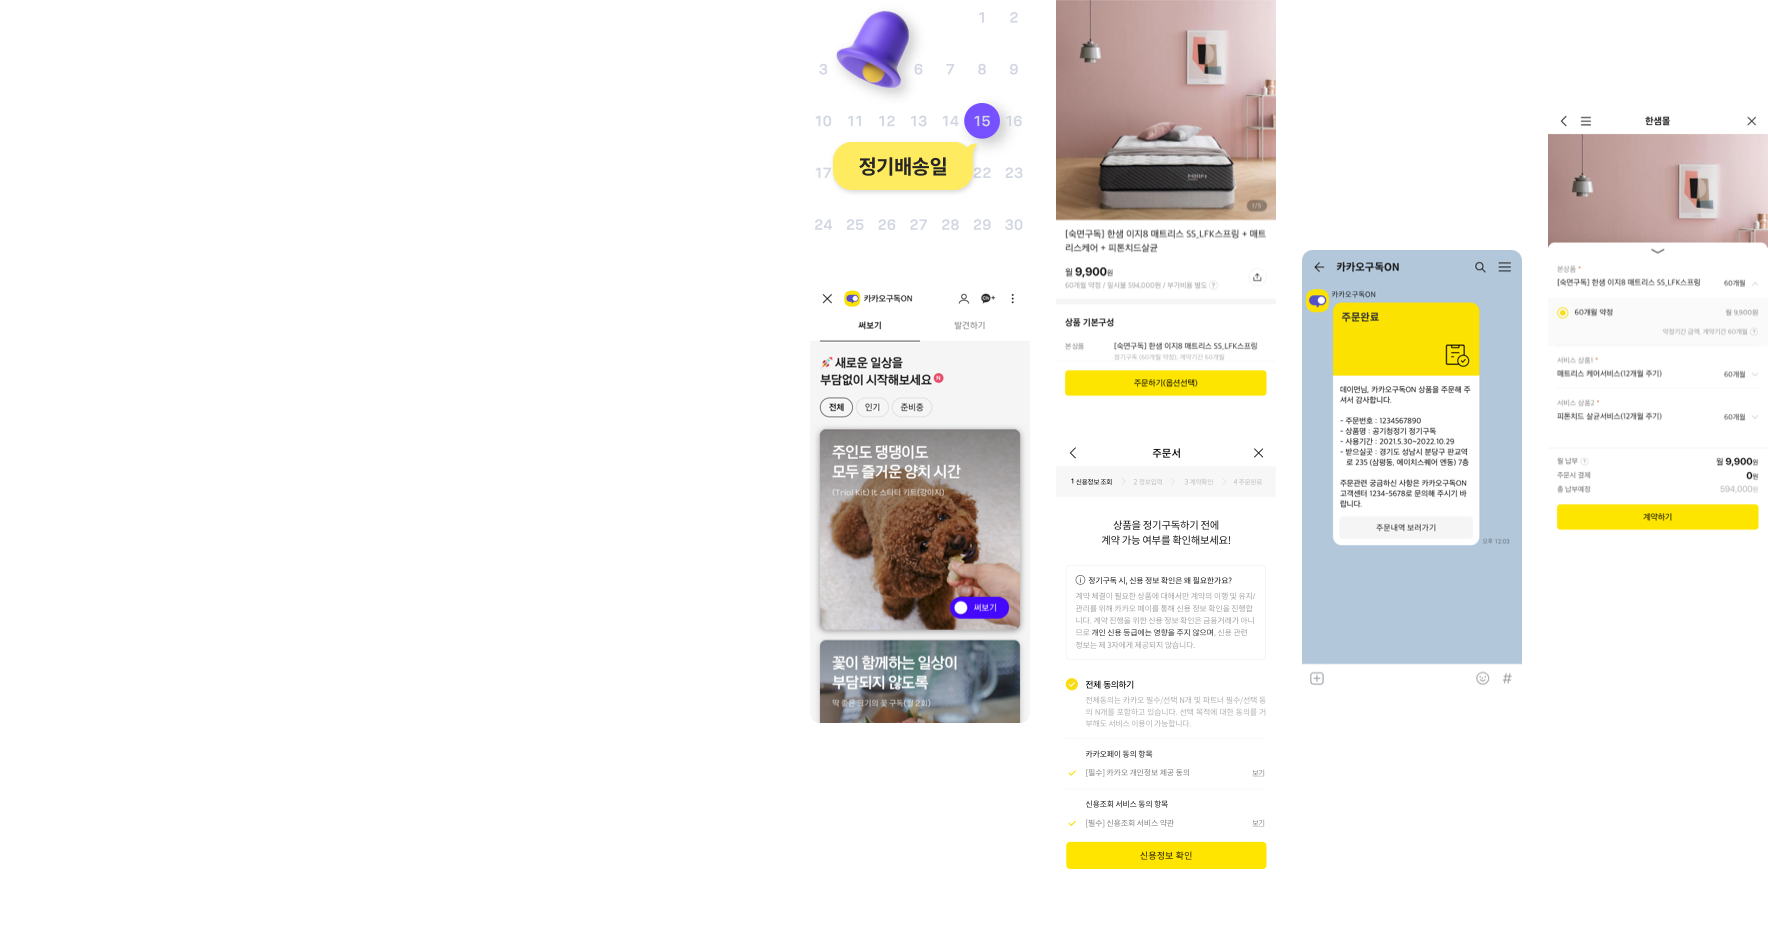 1 2
3 6 7 8 9
10 11 12 13 14 15 16
17 정기배송일 22 23
24 25 26 27 28 29 30
카카오구독ON
써보기 발견하기
🚀 새로운 일상을
부담없이 시작해보세요 N
전체 인기 준비중
주인도 댕댕이도
모두 즐거운 양치 시간
(Triol Kit) It 스타터 키트(강아지)
써보기
꽃이 함께하는 일상이
부담되지 않도록
딱 좋은 크기의 꽃 구독(월 2회)
1/5
[숙면구독] 한샘 이지8 매트리스 SS_LFK스프링 + 매트
리스케어 + 피톤치드살균
월 9,900원
60개월 약정 / 일시불 594,000원 / 부가비용 별도 ?
상품 기본구성
본상품 [숙면구독] 한샘 이지8 매트리스 SS_LFK스프링
정기구독 (60개월 약정), 계약기간 60개월
주문하기(옵션선택)
주문서
1 신용정보 조회 2 정보입력 3 계약확인 4 주문완료
상품을 정기구독하기 전에
계약 가능 여부를 확인해보세요!
정기구독 시, 신용 정보 확인은 왜 필요한가요?
계약 체결이 필요한 상품에 대해서만 계약의 이행 및 유지/
관리를 위해 카카오 페이를 통해 신용 정보 확인을 진행합
니다. 계약 진행을 위한 신용 정보 확인은 금융거래가 아니
므로 개인 신용 등급에는 영향을 주지 않으며, 신용 관련
정보는 제 3자에게 제공되지 않습니다.
전체 동의하기
전체동의는 카카오 필수/선택 N개 및 파트너 필수/선택 동
의 N개를 포함하고 있습니다. 선택 목적에 대한 동의를 거
부해도 서비스 이용이 가능합니다.
카카오페이 동의 항목
[필수] 카카오 개인정보 제공 동의 보기
신용조회 서비스 동의 항목
[필수] 신용조회 서비스 약관 보기
신용정보 확인
카카오구독ON
카카오구독ON
주문완료
데이먼님, 카카오구독ON 상품을 주문해 주
셔서 감사합니다.
- 주문번호 : 1234567890
- 상품명 : 공기청정기 정기구독
- 사용기간 : 2021.5.30~2022.10.29
- 받으실곳 : 경기도 성남시 분당구 판교역
로 235 (삼평동, 에이치스퀘어 엔동) 7층
주문관련 궁금하신 사항은 카카오구독ON
고객센터 1234-5678로 문의해 주시기 바
랍니다.
주문내역 보러가기
오후 12:03
#
한샘몰
본상품 *
[숙면구독] 한샘 이지8 매트리스 SS_LFK스프링 60개월
60개월 약정 월 9,900원
약정기간 금액, 계약기간 60개월 ?
서비스 상품1 *
매트리스 케어서비스(12개월 주기) 60개월
서비스 상품2 *
피톤치드 살균서비스(12개월 주기) 60개월
월 납부 ? 월 9,900원
주문시 결제 0원
총 납부예정 594,000원
계약하기